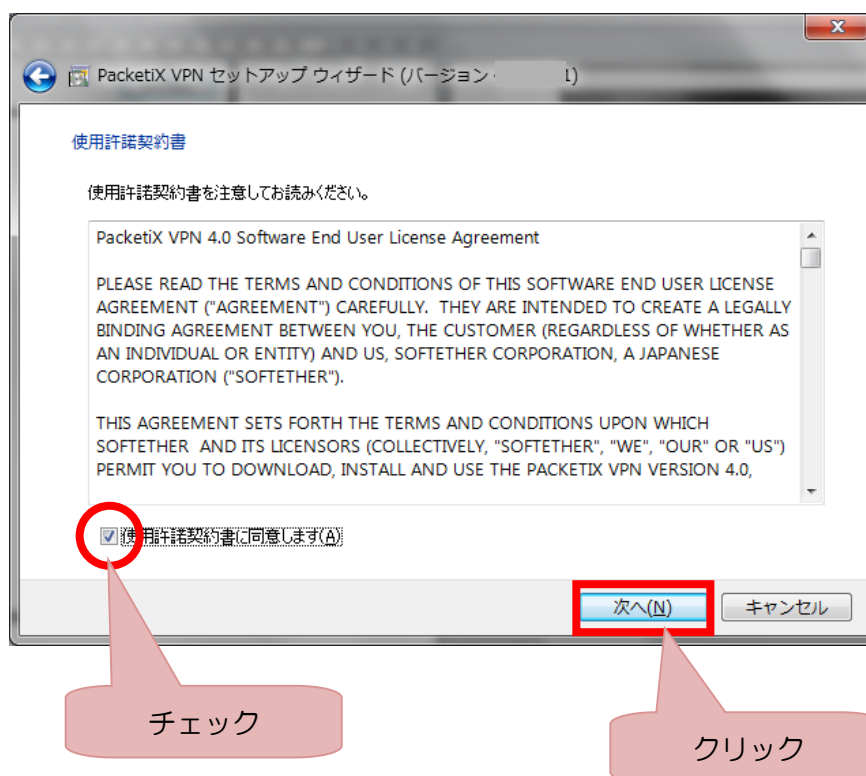 PacketiX VPN セットアップ ウィザード (バージョン 1)
使用許諾契約書
使用許諾契約書を注意してお読みください。
PacketiX VPN 4.0 Software End User License Agreement
PLEASE READ THE TERMS AND CONDITIONS OF THIS SOFTWARE END USER LICENSE
AGREEMENT ("AGREEMENT") CAREFULLY.  THEY ARE INTENDED TO CREATE A LEGALLY
BINDING AGREEMENT BETWEEN YOU, THE CUSTOMER (REGARDLESS OF WHETHER AS
AN INDIVIDUAL OR ENTITY) AND US, SOFTETHER CORPORATION, A JAPANESE
CORPORATION ("SOFTETHER").
THIS AGREEMENT SETS FORTH THE TERMS AND CONDITIONS UPON WHICH
SOFTETHER  AND ITS LICENSORS (COLLECTIVELY, "SOFTETHER", "WE", "OUR" OR "US")
PERMIT YOU TO DOWNLOAD, INSTALL AND USE THE PACKETIX VPN VERSION 4.0,
使用許諾契約書に同意します(A)
次へ(N)
キャンセル
チェック
クリック